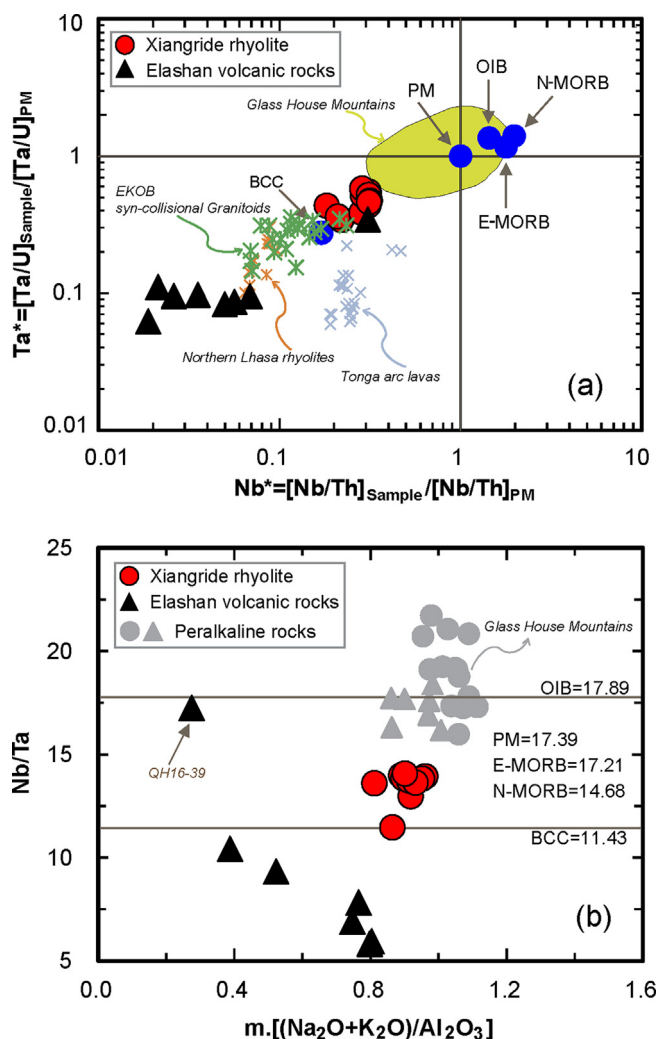 10
Xiangride rhyolite
Elashan volcanic rocks
OIB
N-MORB
PM
Glass House Mountains
1
EKOB
syn-collisional Granitoids
BCC
E-MORB
0.1
Northern Lhasa rhyolites
Tonga arc lavas
(a)
0.01
0.01
0.1
1
10
Ta*=[Ta/U]Sample/[Ta/U]PM
Nb*=[Nb/Th]Sample/[Nb/Th]PM
25
Xiangride rhyolite
Elashan volcanic rocks
Peralkaline rocks
Glass House Mountains
20
OIB=17.89
PM=17.39
E-MORB=17.21
N-MORB=14.68
QH16-39
15
BCC=11.43
10
(b)
5
0.0
0.4
0.8
1.2
1.6
Nb/Ta
m.[(Na2O+K2O)/Al2O3]